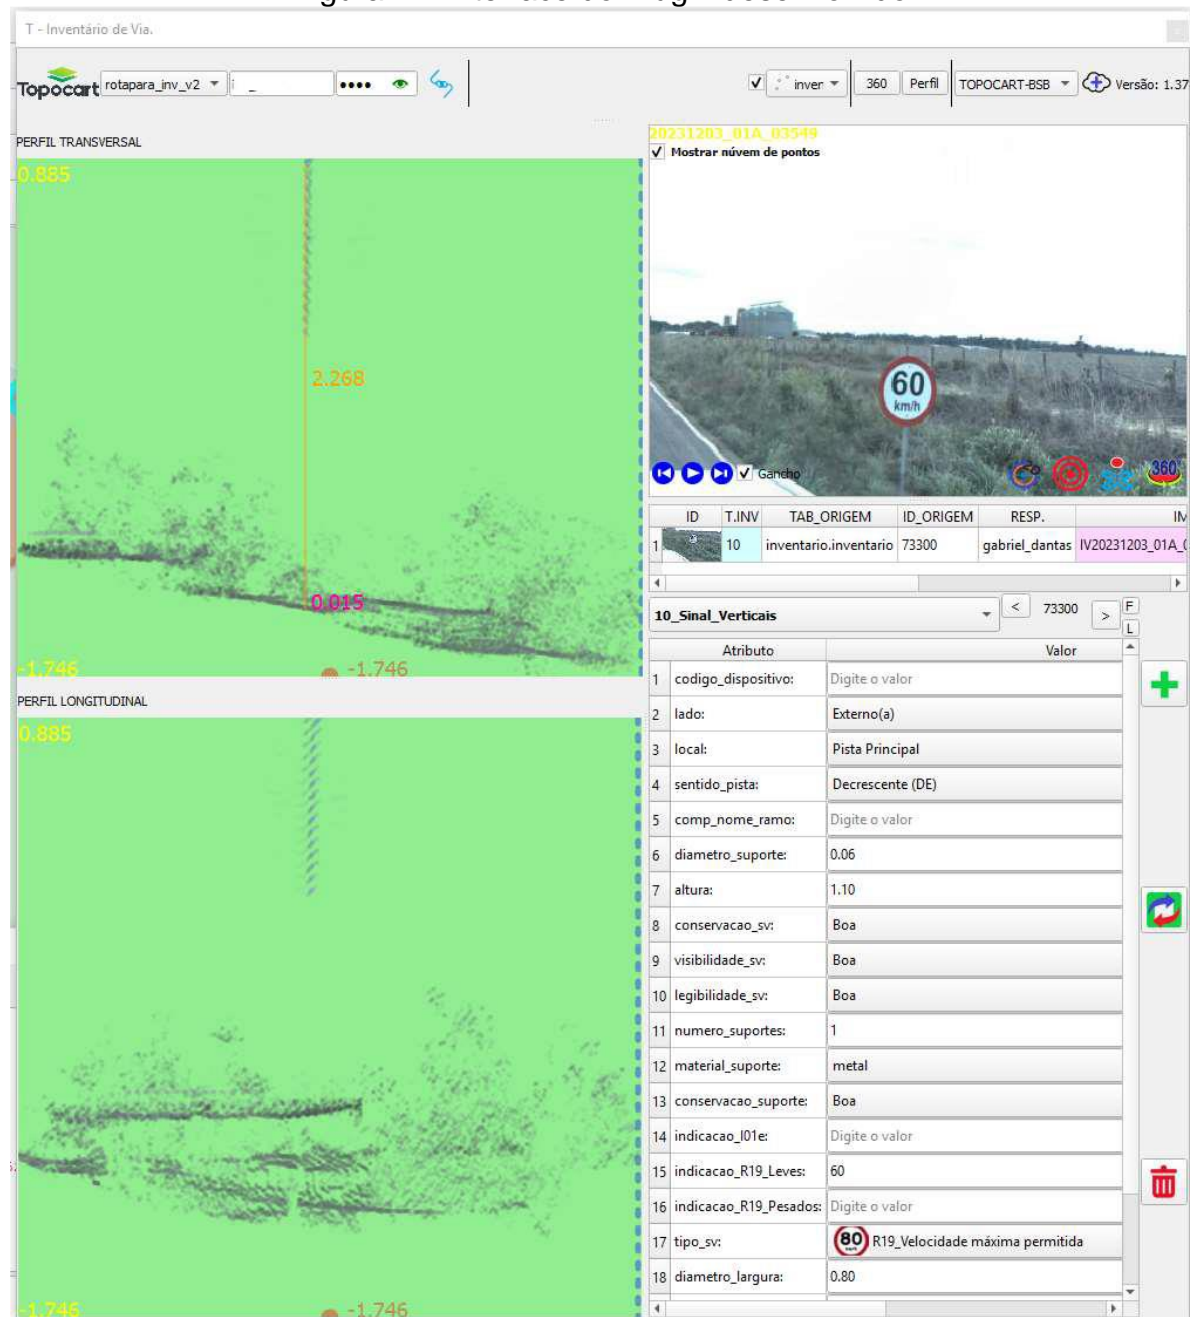 T - Inventário de Via.
Topocart rotapara_inv_v2 i _ •••• inver 360 Perfil TOPOCART-BSB Versão: 1.37
PERFIL TRANSVERSAL
0.885
2.268
0.015
-1.746 -1.746
PERFIL LONGITUDINAL
0.885
-1.746 -1.746
20231203_01A_03549
Mostrar núvem de pontos
60
km/h
Gancho 360°
ID T.INV TAB_ORIGEM ID_ORIGEM RESP.
1 10 inventario.inventario 73300 gabriel_dantas IV20231203_01A_
10_Sinal_Verticais < 73300 > F
L
Atributo Valor
1 codigo_dispositivo: Digite o valor
2 lado: Externo(a)
3 local: Pista Principal
4 sentido_pista: Decrescente (DE)
5 comp_nome_ramo: Digite o valor
6 diametro_suporte: 0.06
7 altura: 1.10
8 conservacao_sv: Boa
9 visibilidade_sv: Boa
10 legibilidade_sv: Boa
11 numero_suportes: 1
12 material_suporte: metal
13 conservacao_suporte: Boa
14 indicacao_I01e: Digite o valor
15 indicacao_R19_Leves: 60
16 indicacao_R19_Pesados: Digite o valor
17 tipo_sv: 80 R19_Velocidade máxima permitida
18 diametro_largura: 0.80